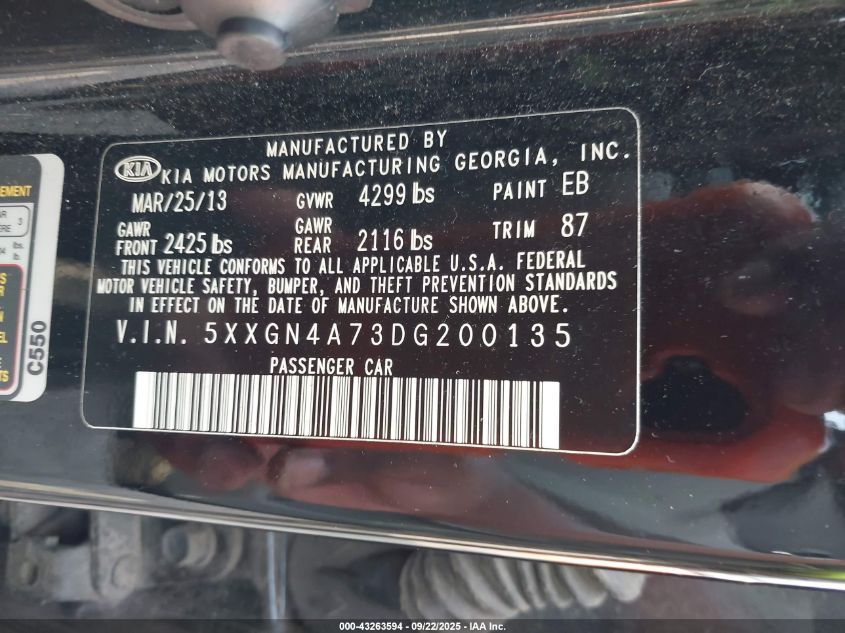 MANUFACTURED BY
KIA KIA MOTORS MANUFACTURING GEORGIA, INC.
MAR/25/13 GVWR 4299 lbs PAINT EB
GAWR FRONT 2425 lbs GAWR REAR 2116 lbs TRIM 87
THIS VEHICLE CONFORMS TO ALL APPLICABLE U.S.A. FEDERAL
MOTOR VEHICLE SAFETY, BUMPER, AND THEFT PREVENTION STANDARDS
IN EFFECT ON THE DATE OF MANUFACTURE SHOWN ABOVE.
V.I.N. 5XXGN4A73DG200135
PASSENGER CAR
C550
000-43263594 - 09/22/2025 - IAA Inc.